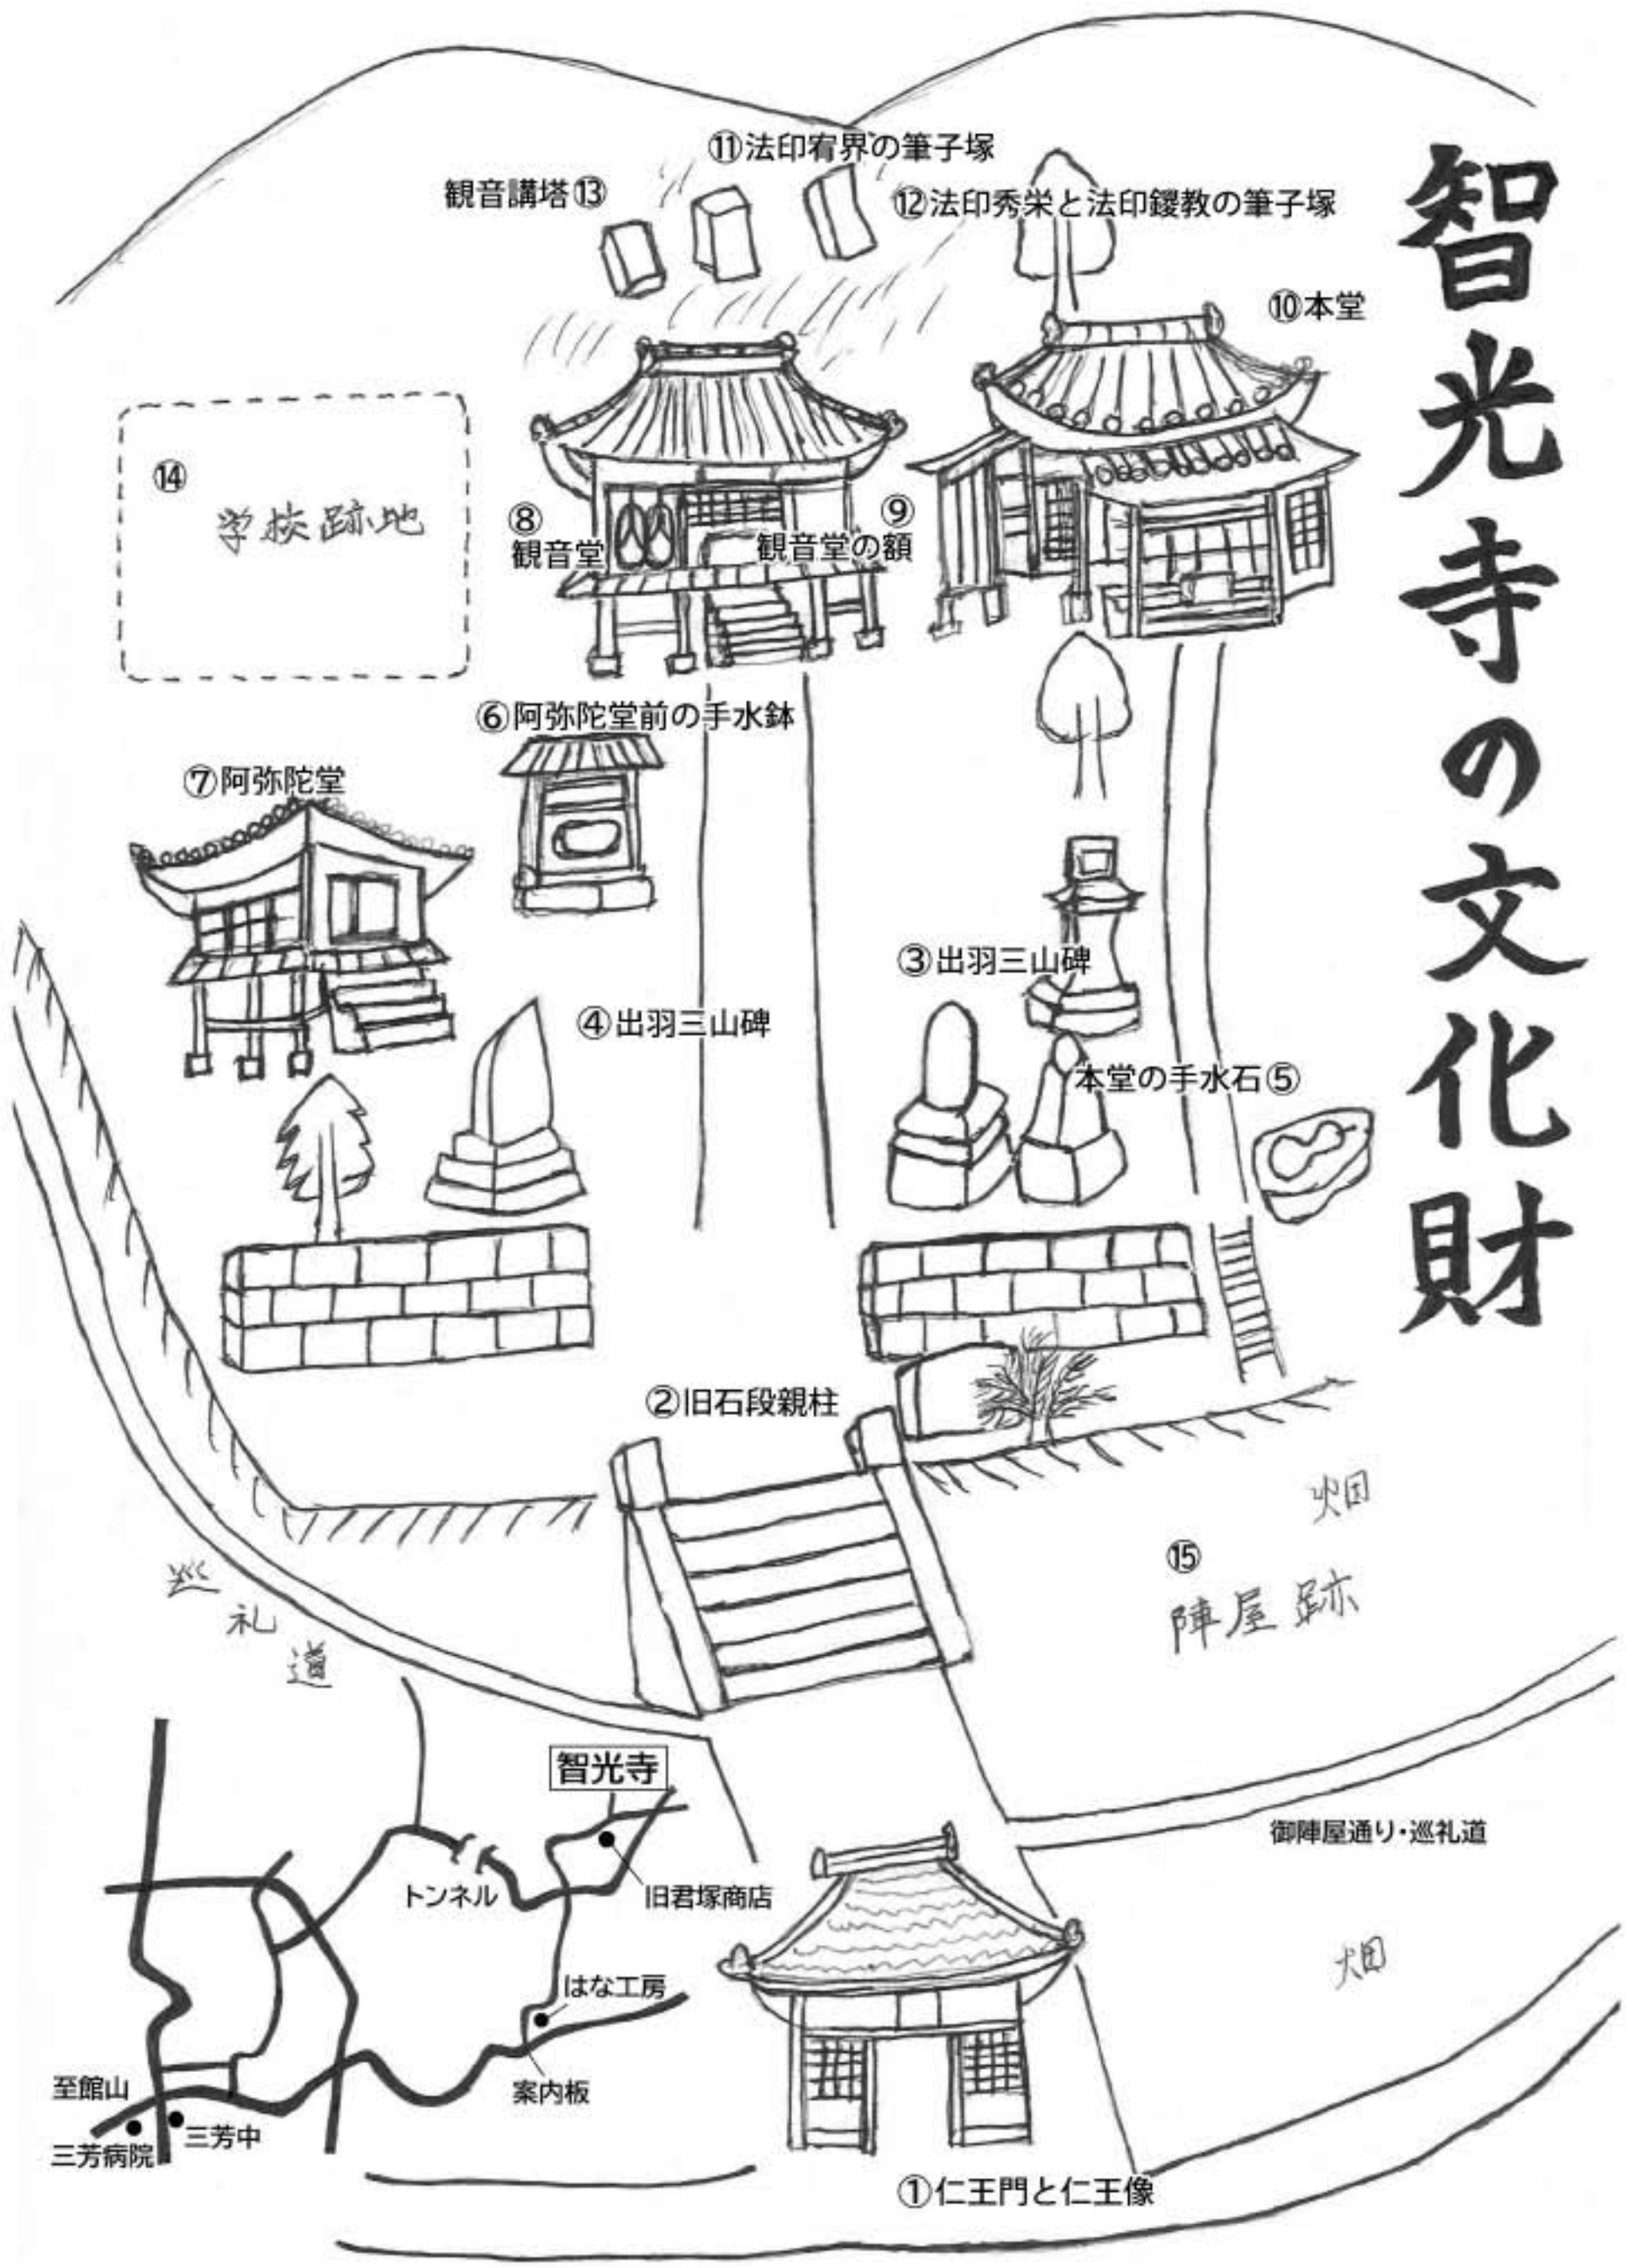 智光寺の文化財
⑪法印宥界の筆子塚
観音講塔⑬
⑫法印秀栄と法印鑁教の筆子塚
⑩本堂
⑭
学校跡地
⑧
観音堂
⑨
観音堂の額
⑥阿弥陀堂前の手水鉢
⑦阿弥陀堂
③出羽三山碑
④出羽三山碑
本堂の手水石⑤
②旧石段親柱
畑
⑮
陣屋跡
巡礼道
智光寺
御陣屋通り・巡礼道
トンネル
旧君塚商店
畑
はな工房
至館山
案内板
三芳中
三芳病院
①仁王門と仁王像